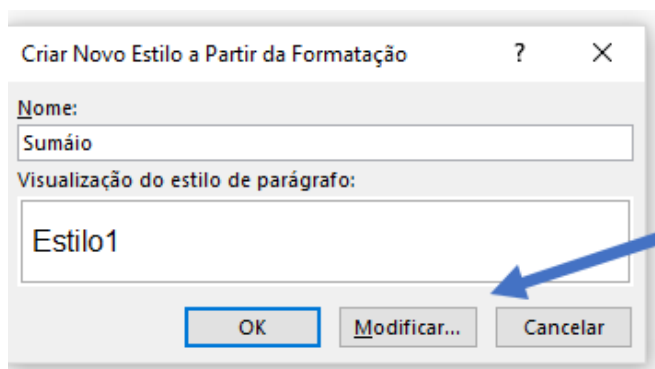 Criar Novo Estilo a Partir da Formatação ? X
Nome:
Sumáio
Visualização do estilo de parágrafo:
Estilo1
OK Modificar... Cancelar